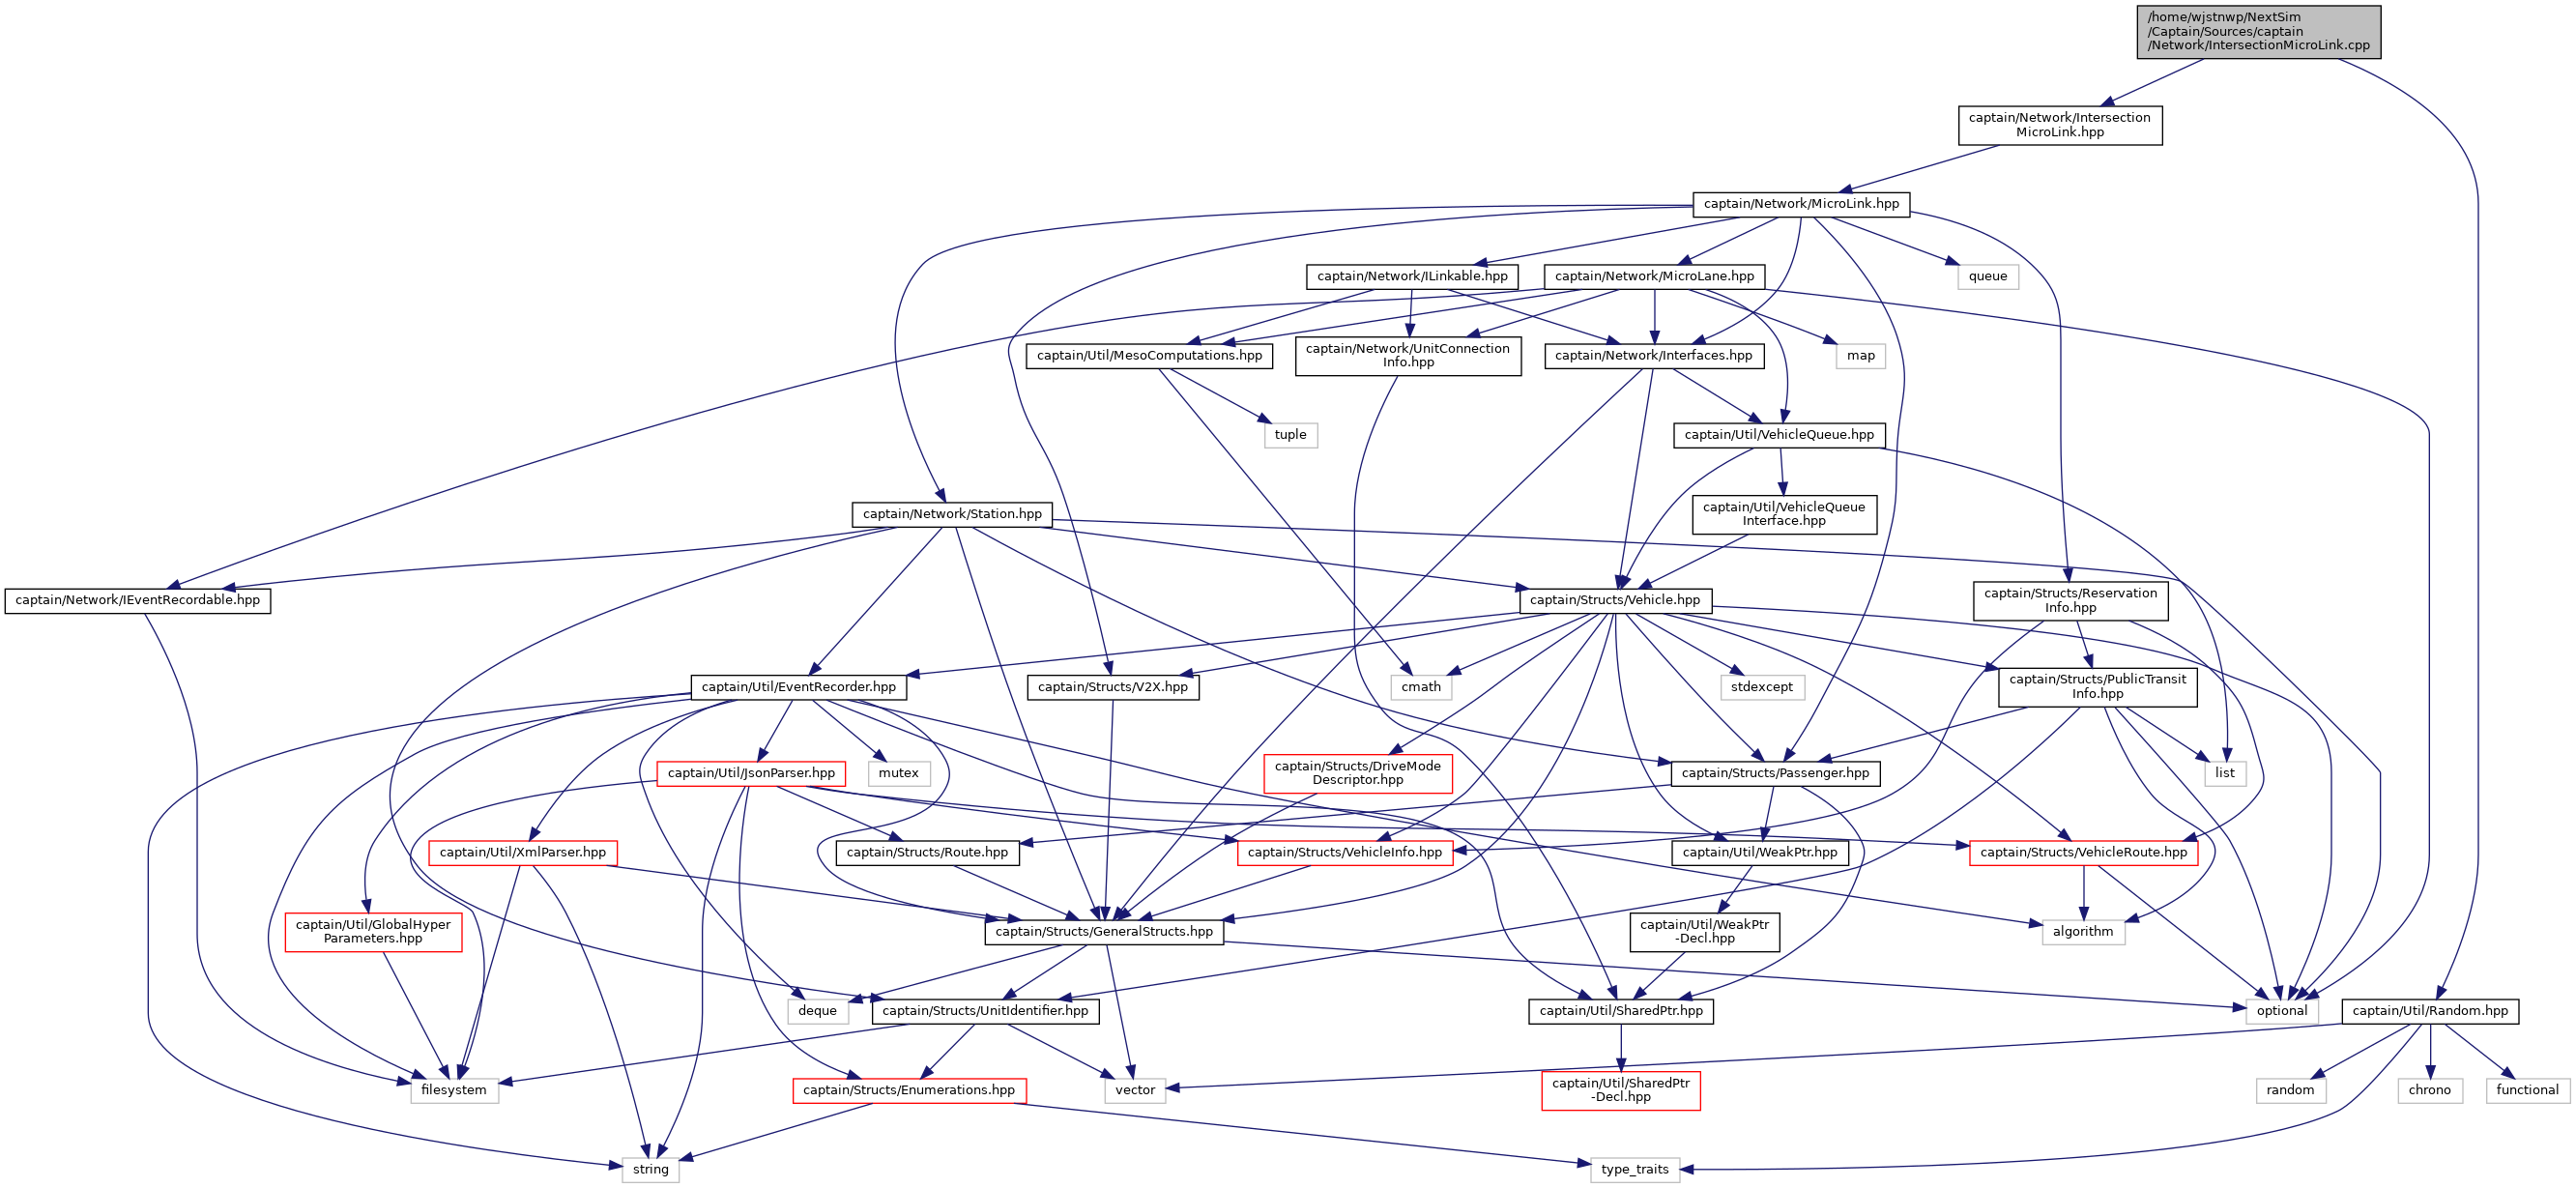 /home/wjstnwp/NextSim
/Captain/Sources/captain
/Network/IntersectionMicroLink.cpp
captain/Network/Intersection
MicroLink.hpp
captain/Network/MicroLink.hpp
captain/Network/ILinkable.hpp
captain/Network/MicroLane.hpp
queue
captain/Util/MesoComputations.hpp
captain/Network/UnitConnection
Info.hpp
captain/Network/Interfaces.hpp
map
tuple
captain/Util/VehicleQueue.hpp
captain/Network/Station.hpp
captain/Util/VehicleQueue
Interface.hpp
captain/Network/IEventRecordable.hpp
captain/Structs/Vehicle.hpp
captain/Structs/Reservation
Info.hpp
captain/Util/EventRecorder.hpp
captain/Structs/V2X.hpp
cmath
stdexcept
captain/Structs/PublicTransit
Info.hpp
captain/Util/JsonParser.hpp
mutex
captain/Structs/DriveMode
Descriptor.hpp
captain/Structs/Passenger.hpp
list
captain/Util/XmlParser.hpp
captain/Structs/Route.hpp
captain/Structs/VehicleInfo.hpp
captain/Util/WeakPtr.hpp
captain/Structs/VehicleRoute.hpp
captain/Util/GlobalHyper
Parameters.hpp
captain/Structs/GeneralStructs.hpp
captain/Util/WeakPtr
-Decl.hpp
algorithm
deque
captain/Structs/UnitIdentifier.hpp
captain/Util/SharedPtr.hpp
optional
captain/Util/Random.hpp
filesystem
captain/Structs/Enumerations.hpp
vector
captain/Util/SharedPtr
-Decl.hpp
random
chrono
functional
string
type_traits